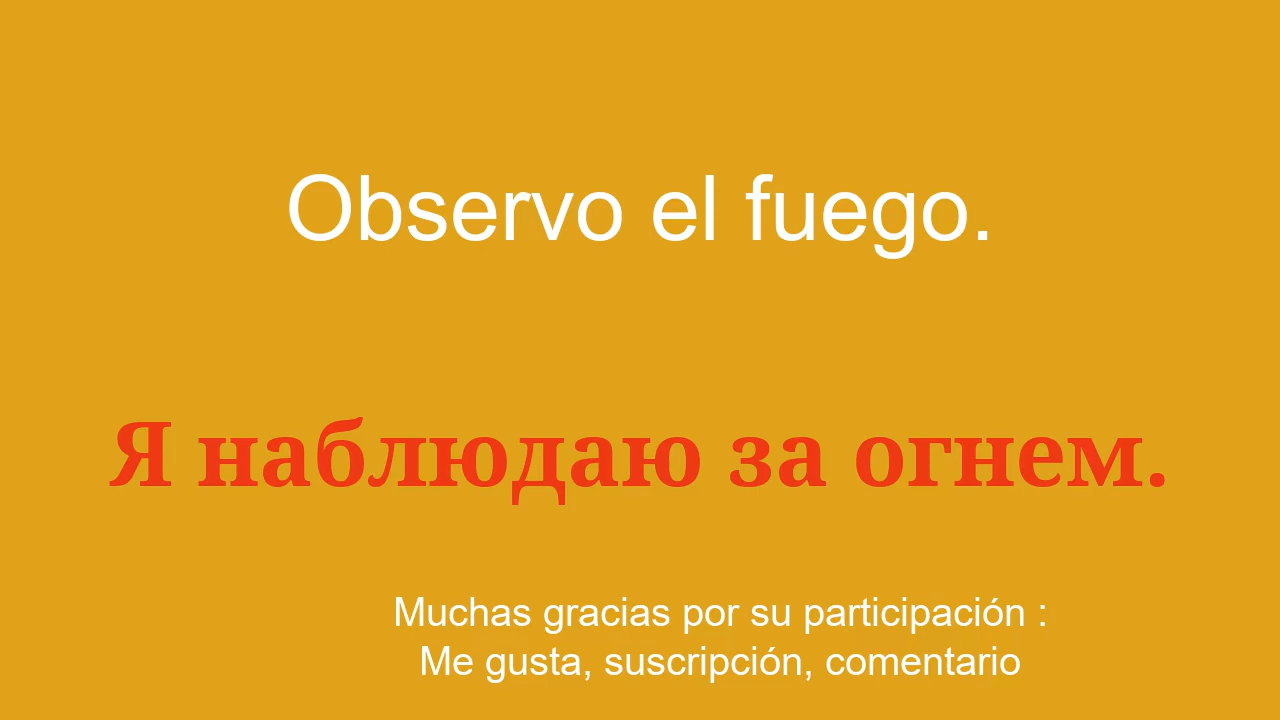 Observo el fuego.
Я наблюдаю за огнем.
Muchas gracias por su participación :
Me gusta, suscripción, comentario